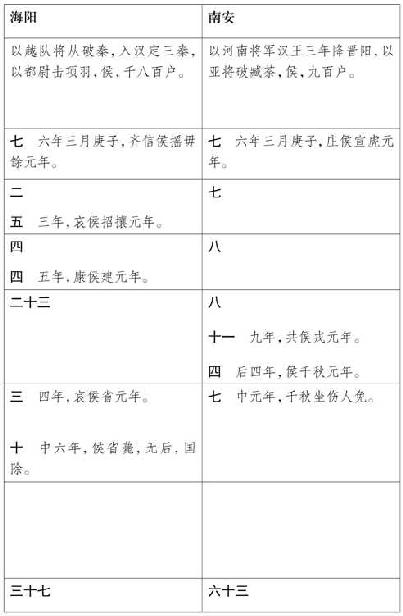 海阳
南安
以越队将从破秦，入汉定三秦，
以都尉击项羽，侯，千八百户。
以河南将军汉王三年降晋阳，以
亚将破臧荼，侯，九百户。
七 六年三月庚子，齐信侯摇毋
馀元年。
七 六年三月庚子，庄侯宣虎元
年。
二
五 三年，哀侯招攘元年。
七
四
四 五年，康侯建元年。
八
二十三
八
十一 九年，共侯戎元年。
四 后四年，侯千秋元年。
三 四年，哀侯省元年。
十 中六年，侯省薨，无后，国
除。
七 中元年，千秋坐伤人免。
三十七
六十三